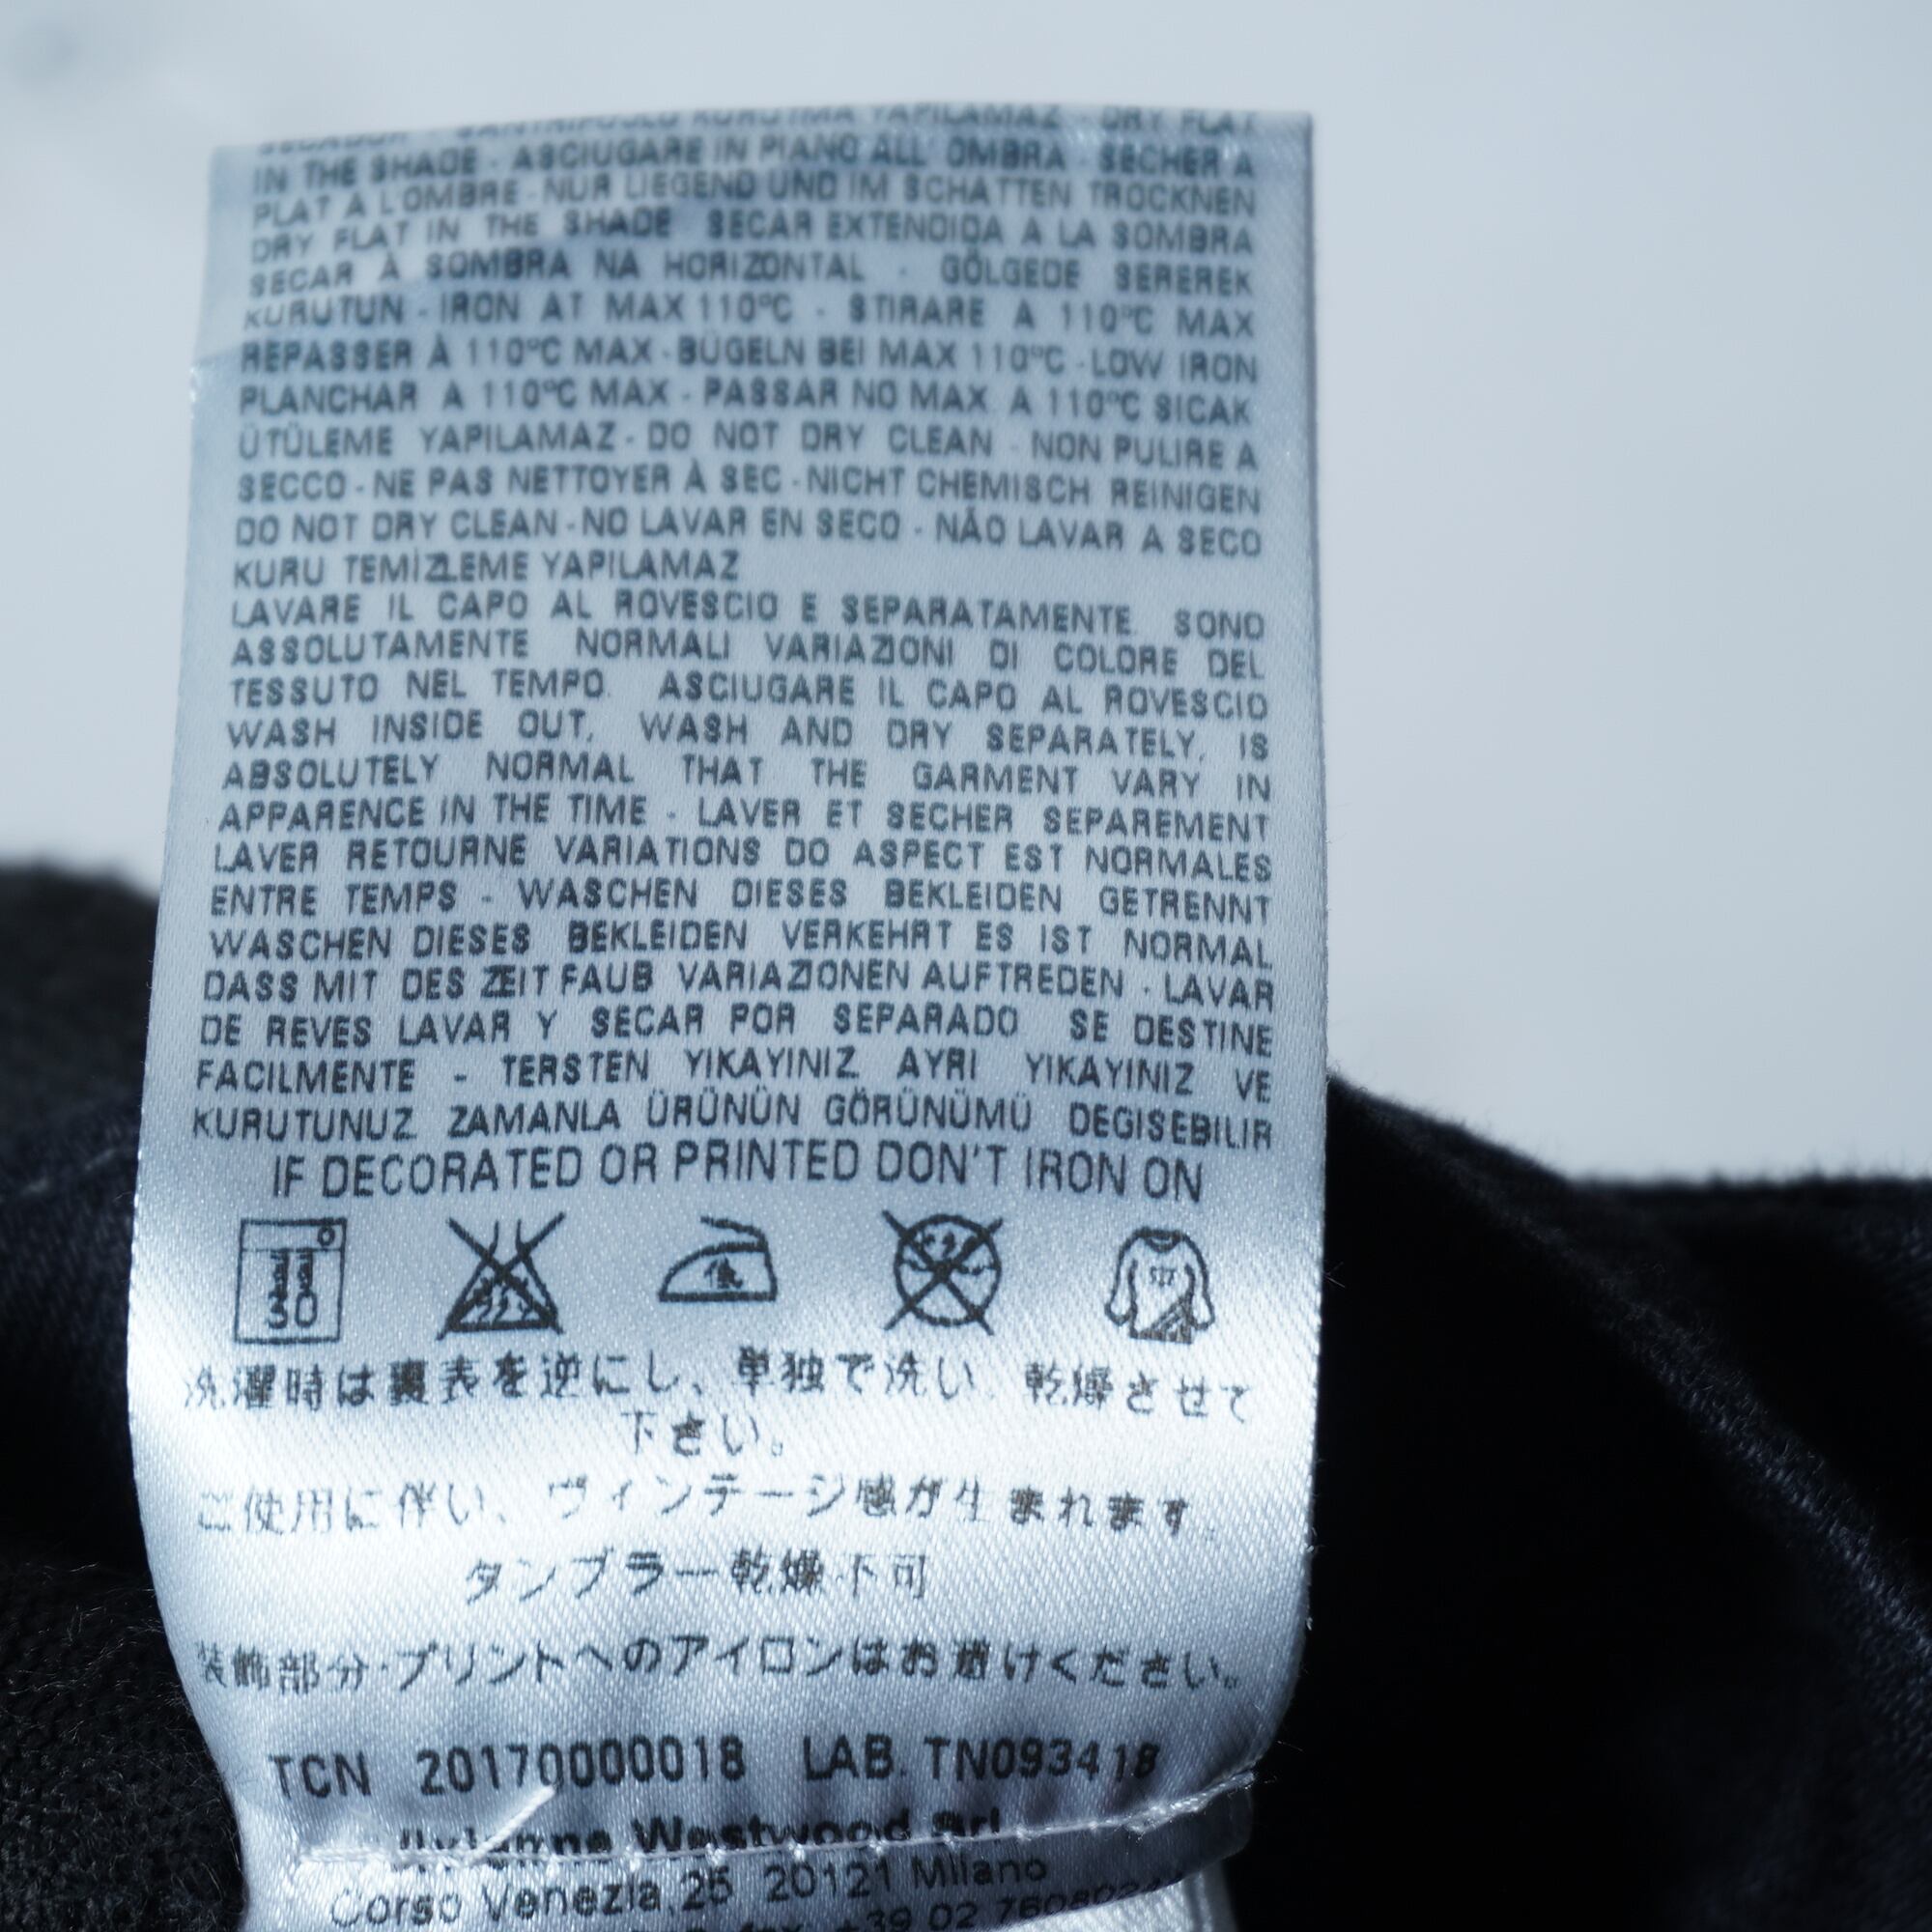 KURUTMA YAPILAMAZ - DRY FLAT
IN THE SHADE - ASCIUGARE IN PIANO ALL' OMBRA - SECHER A
PLAT A L'OMBRE - NUR LIEGEND UND IM SCHATTEN TROCKNEN
DRY FLAT IN THE SHADE SECAR EXTENDIDA A LA SOMBRA
SECAR À SOMBRA NA HORIZONTAL - GÖLGEDE SEREREK
KURUTUN - IRON AT MAX 110°C - STIRARE A 110°C MAX
REPASSER À 110°C MAX - BÜGELN BEI MAX 110°C - LOW IRON
PLANCHAR A 110°C MAX - PASSAR NO MAX. A 110°C SICAK
ÜTÜLEME YAPILAMAZ - DO NOT DRY CLEAN - NON PULIRE A
SECCO - NE PAS NETTOYER À SEC - NICHT CHEMISCH REINIGEN
DO NOT DRY CLEAN - NO LAVAR EN SECO - NÃO LAVAR A SECO
KURU TEMİZLEME YAPILAMAZ
LAVARE IL CAPO AL ROVESCIO E SEPARATAMENTE. SONO
ASSOLUTAMENTE NORMALI VARIAZIONI DI COLORE DEL
TESSUTO NEL TEMPO. ASCIUGARE IL CAPO AL ROVESCIO
WASH INSIDE OUT, WASH AND DRY SEPARATELY, IS
ABSOLUTELY NORMAL THAT THE GARMENT VARY IN
APPARENCE IN THE TIME - LAVER ET SECHER SEPAREMENT
LAVER RETOURNE VARIATIONS DO ASPECT EST NORMALES
ENTRE TEMPS - WASCHEN DIESES BEKLEIDEN GETRENNT
WASCHEN DIESES BEKLEIDEN VERKEHRT ES IST NORMAL
DASS MIT DES ZEIT FAUB VARIAZIONEN AUFTREDEN - LAVAR
DE REVES LAVAR Y SECAR POR SEPARADO SE DESTINE
FACILMENTE - TERSTEN YIKAYINIZ AYRI YIKAYINIZ VE
KURUTUNUZ ZAMANLA ÜRÜNÜN GÖRÜNÜMÜ DEGISEBILIR
IF DECORATED OR PRINTED DON'T IRON ON
30 低
洗濯時は裏表を逆にし、単独で洗い、乾燥させて
下さい。
ご使用に伴い、ヴィンテージ感が生まれます。
タンブラー乾燥不可
装飾部分・プリントへのアイロンはお避けください。
TCN 20170000018 LAB. TN093418
Westwood Srl
Corso Venezia,25 20121 Milano
fax +39 02